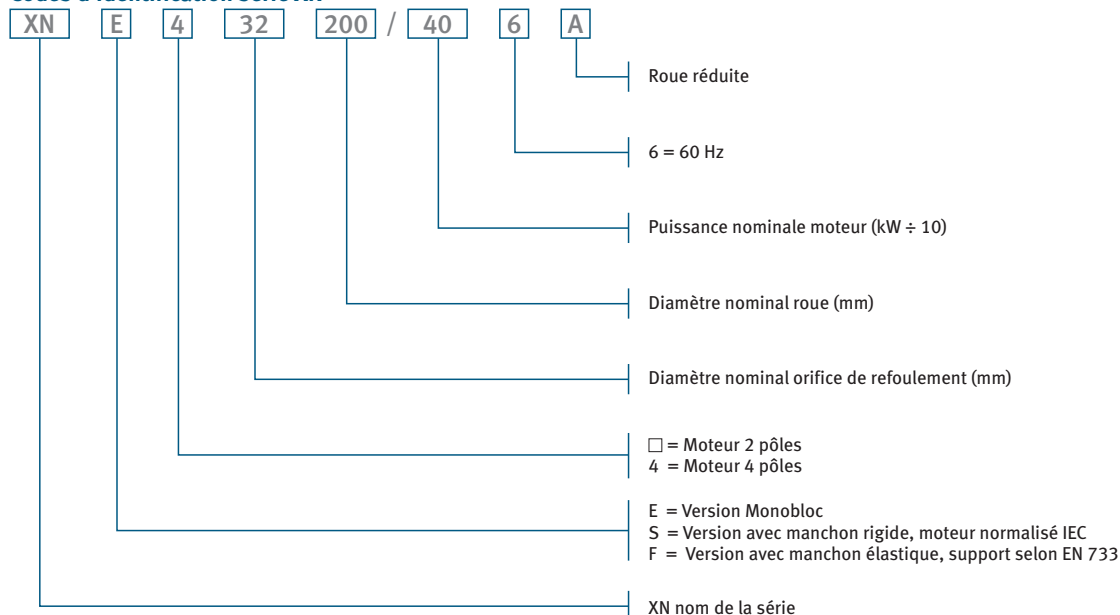 XN E 4 32 200 / 40 6 A
Roue réduite
6 = 60 Hz
Puissance nominale moteur (kW ÷ 10)
Diamètre nominal roue (mm)
Diamètre nominal orifice de refoulement (mm)
□ = Moteur 2 pôles
4 = Moteur 4 pôles
E = Version Monobloc
S = Version avec manchon rigide, moteur normalisé IEC
F = Version avec manchon élastique, support selon EN 733
XN nom de la série